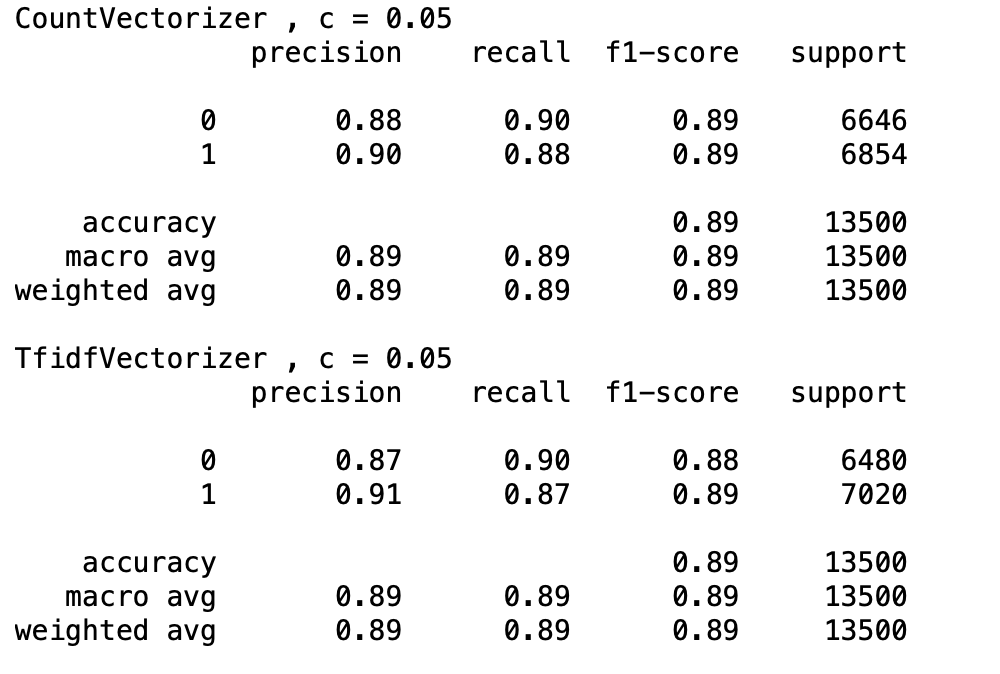 CountVectorizer , c = 0.05
precision recall f1-score support
0 0.88 0.90 0.89 6646
1 0.90 0.88 0.89 6854
accuracy 0.89 13500
macro avg 0.89 0.89 0.89 13500
weighted avg 0.89 0.89 0.89 13500
TfidfVectorizer , c = 0.05
precision recall f1-score support
0 0.87 0.90 0.88 6480
1 0.91 0.87 0.89 7020
accuracy 0.89 13500
macro avg 0.89 0.89 0.89 13500
weighted avg 0.89 0.89 0.89 13500